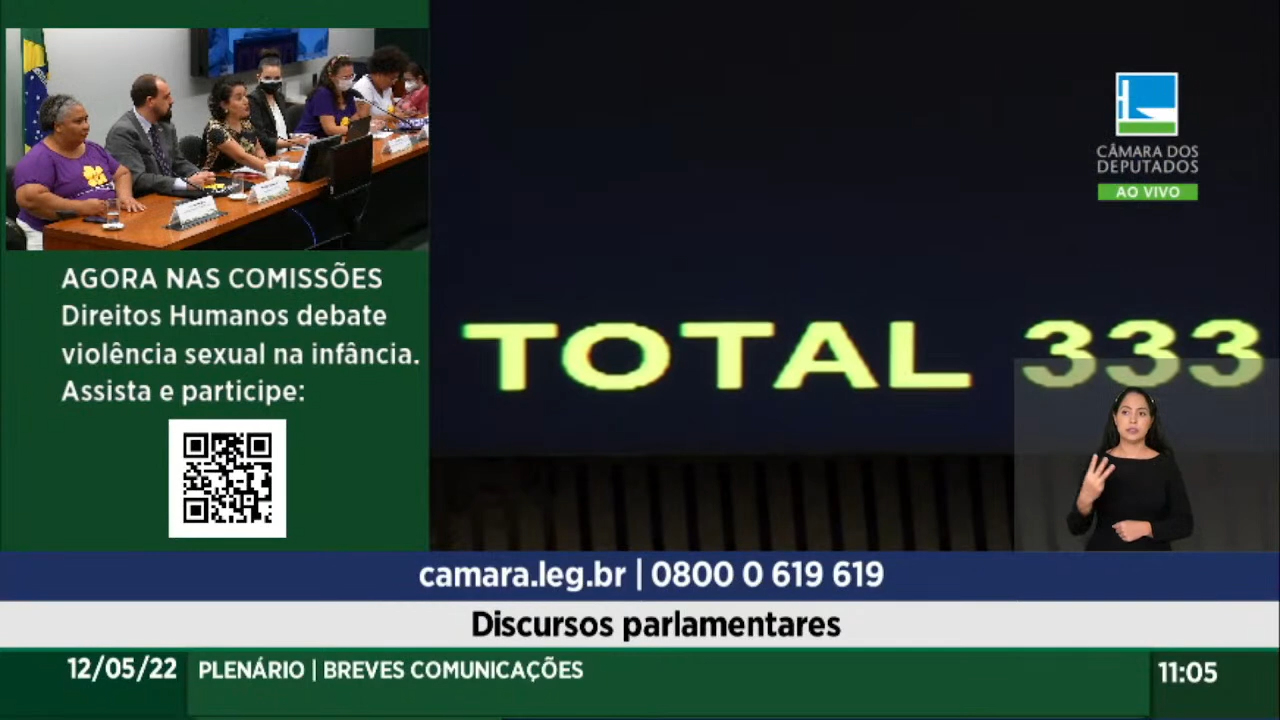 AGORA NAS COMISSÕES
Direitos Humanos debate
violência sexual na infância.
Assista e participe:
TOTAL 333
CÂMARA DOS
DEPUTADOS
AO VIVO
camara.leg.br | 0800 0 619 619
Discursos parlamentares
12/05/22 PLENÁRIO | BREVES COMUNICAÇÕES 11:05